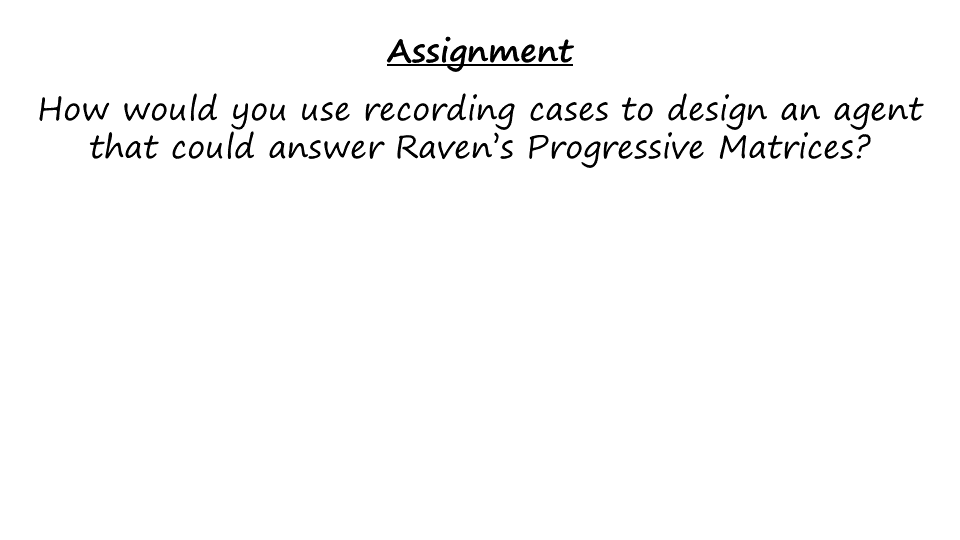 Assignment
How would you use recording cases to design an agent
that could answer Raven’s Progressive Matrices?